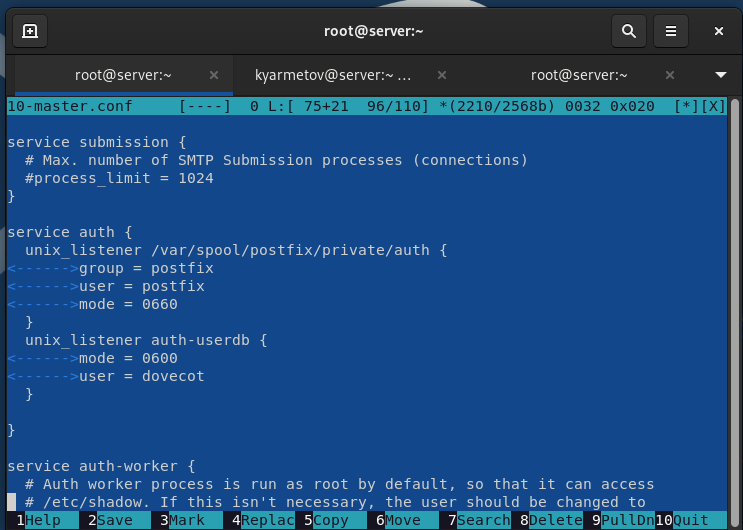 root@server:~
root@server:~ × kyarmetov@server:~ ... × root@server:~ ×
10-master.conf [----] 0 L:[ 75+21 96/110] *(2210/2568b) 0032 0x020 [*][X]
service submission {
# Max. number of SMTP Submission processes (connections)
#process_limit = 1024
}
service auth {
unix_listener /var/spool/postfix/private/auth {
<------>group = postfix
<------>user = postfix
<------>mode = 0660
}
unix_listener auth-userdb {
<------>mode = 0600
<------>user = dovecot
}
}
service auth-worker {
# Auth worker process is run as root by default, so that it can access
# /etc/shadow. If this isn't necessary, the user should be changed to
1Help 2Save 3Mark 4Replac 5Copy 6Move 7Search 8Delete 9PullDn 10Quit